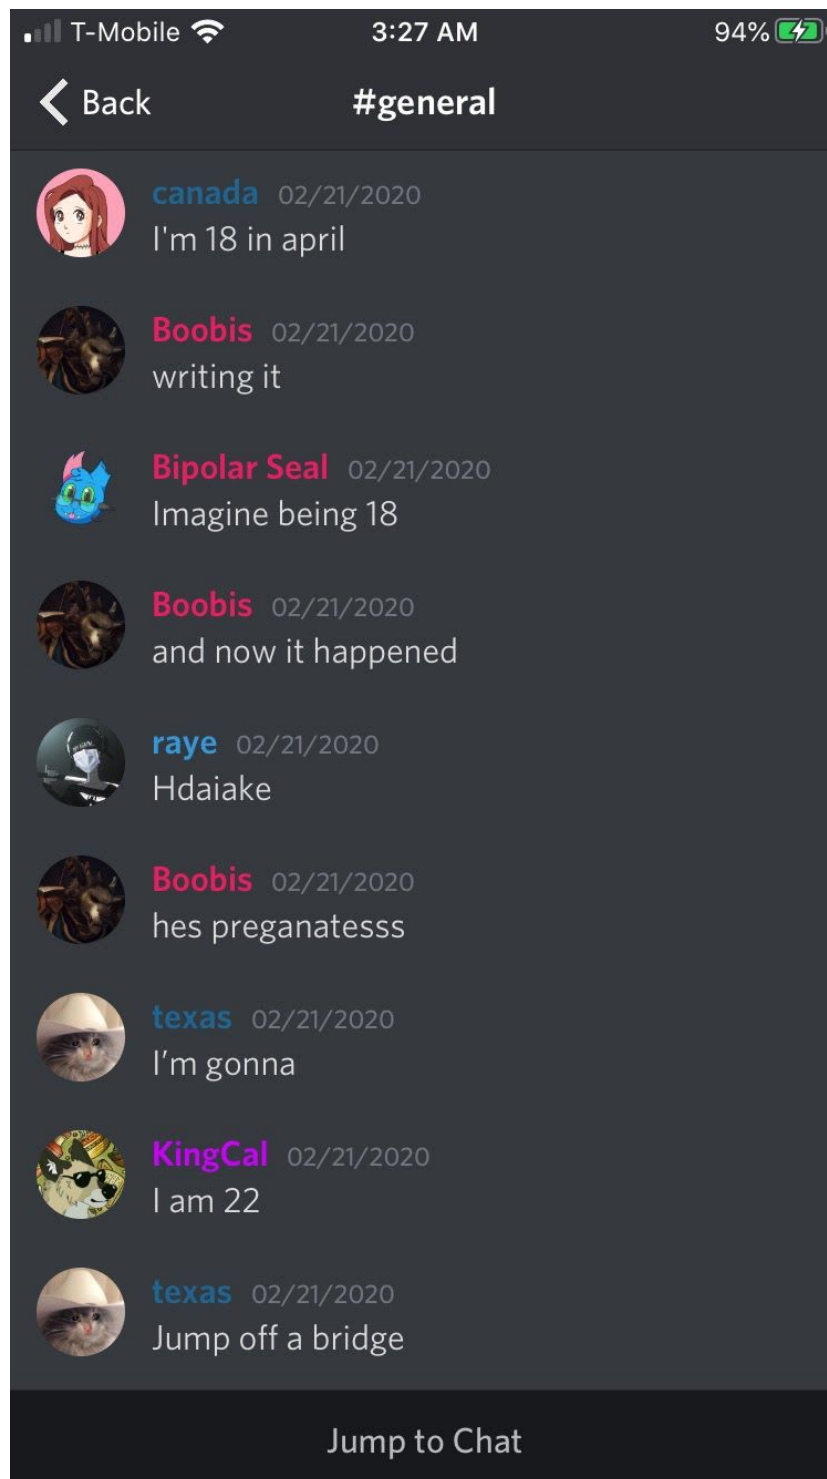 T-Mobile 3:27 AM 94%
Back #general
canada 02/21/2020
I'm 18 in april
Boobis 02/21/2020
writing it
Bipolar Seal 02/21/2020
Imagine being 18
Boobis 02/21/2020
and now it happened
raye 02/21/2020
Hdaiake
Boobis 02/21/2020
hes preganatesss
texas 02/21/2020
I’m gonna
KingCal 02/21/2020
I am 22
texas 02/21/2020
Jump off a bridge
Jump to Chat